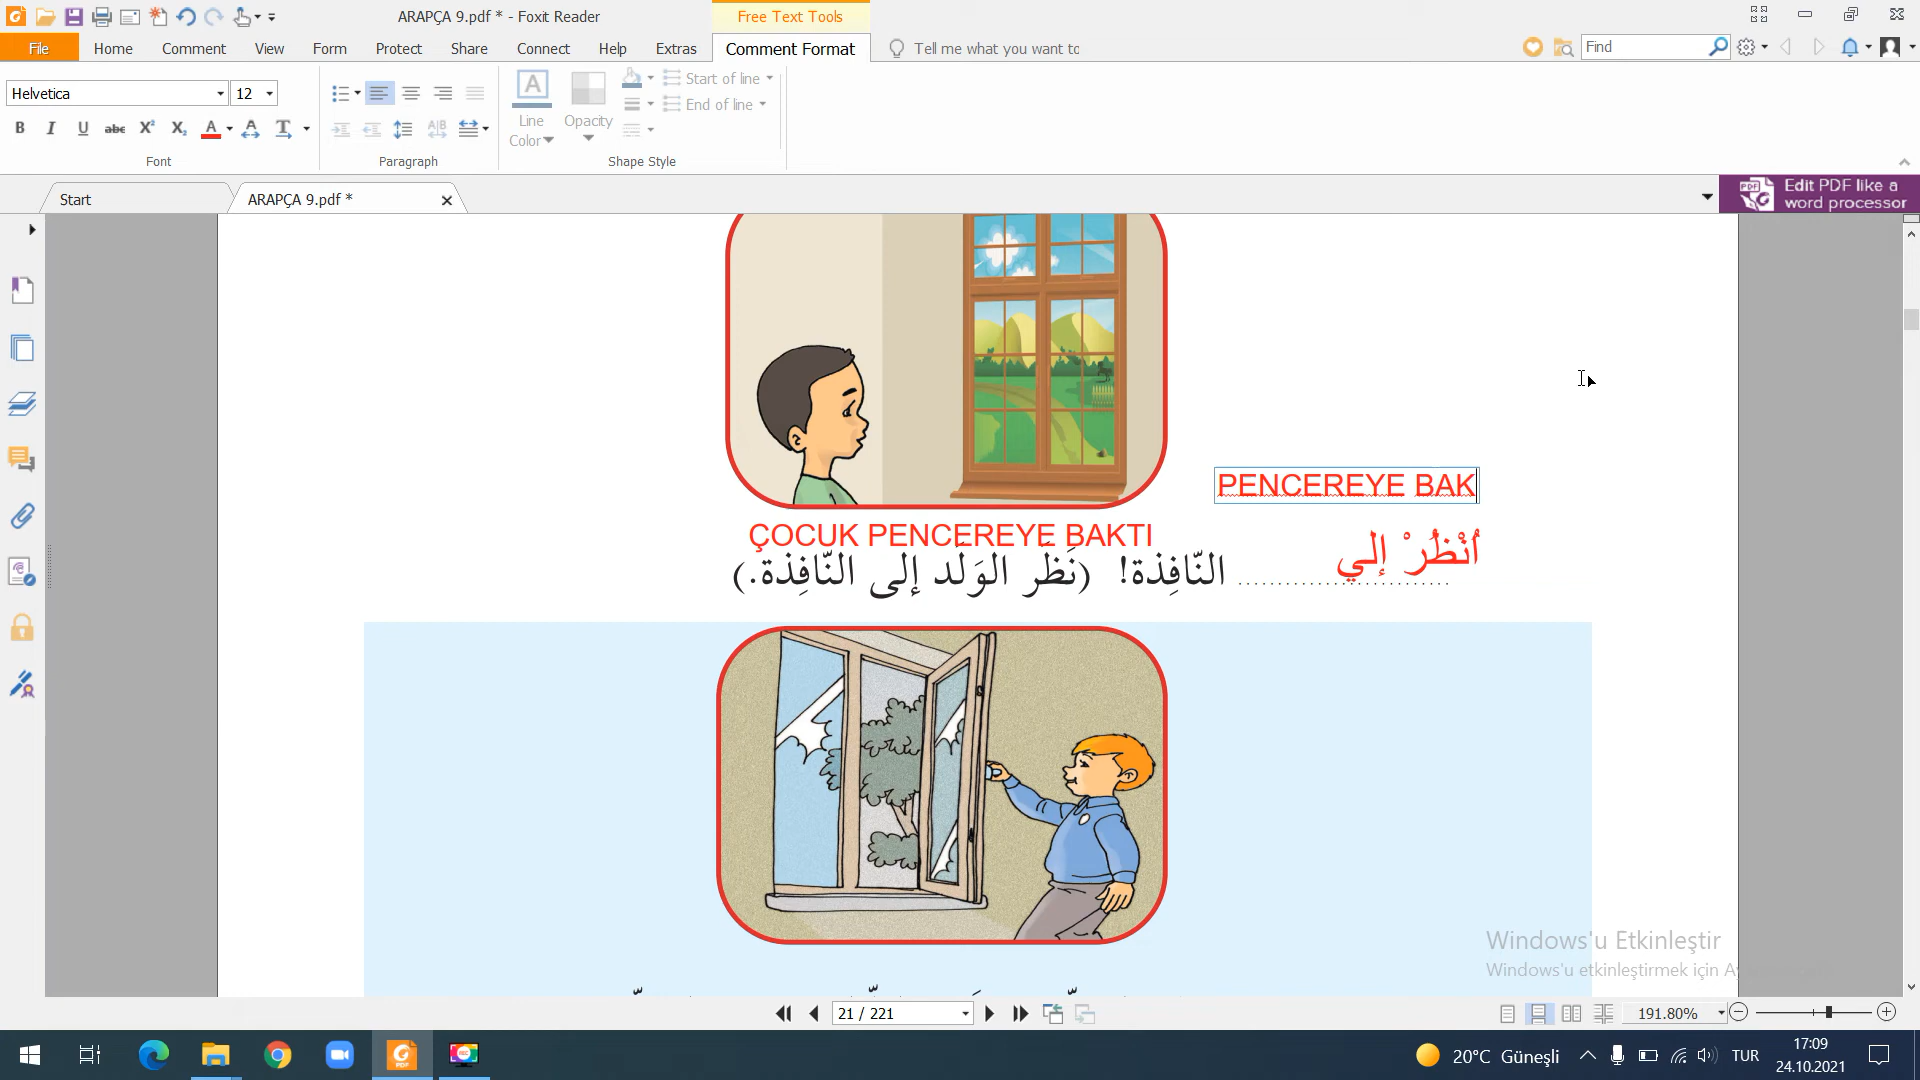 ARAPÇA 9.pdf * - Foxit Reader
Free Text Tools
File
Home
Comment
View
Form
Protect
Share
Connect
Help
Extras
Comment Format
Tell me what you want to
Find
Helvetica
12
Line Color
Opacity
Start of line
End of line
Font
Paragraph
Shape Style
Start
ARAPÇA 9.pdf *
Edit PDF like a
word processor
PENCEREYE BAK
ÇOCUK PENCEREYE BAKTI
اُنْظُرْ إلي ........................... النّافِذة! (نَظَر الوَلَد إلى النّافِذة.)
Windows'u Etkinleştir
Windows'u etkinleştirmek için A
21 / 221
191.80%
20°C Güneşli
TUR
17:09
24.10.2021